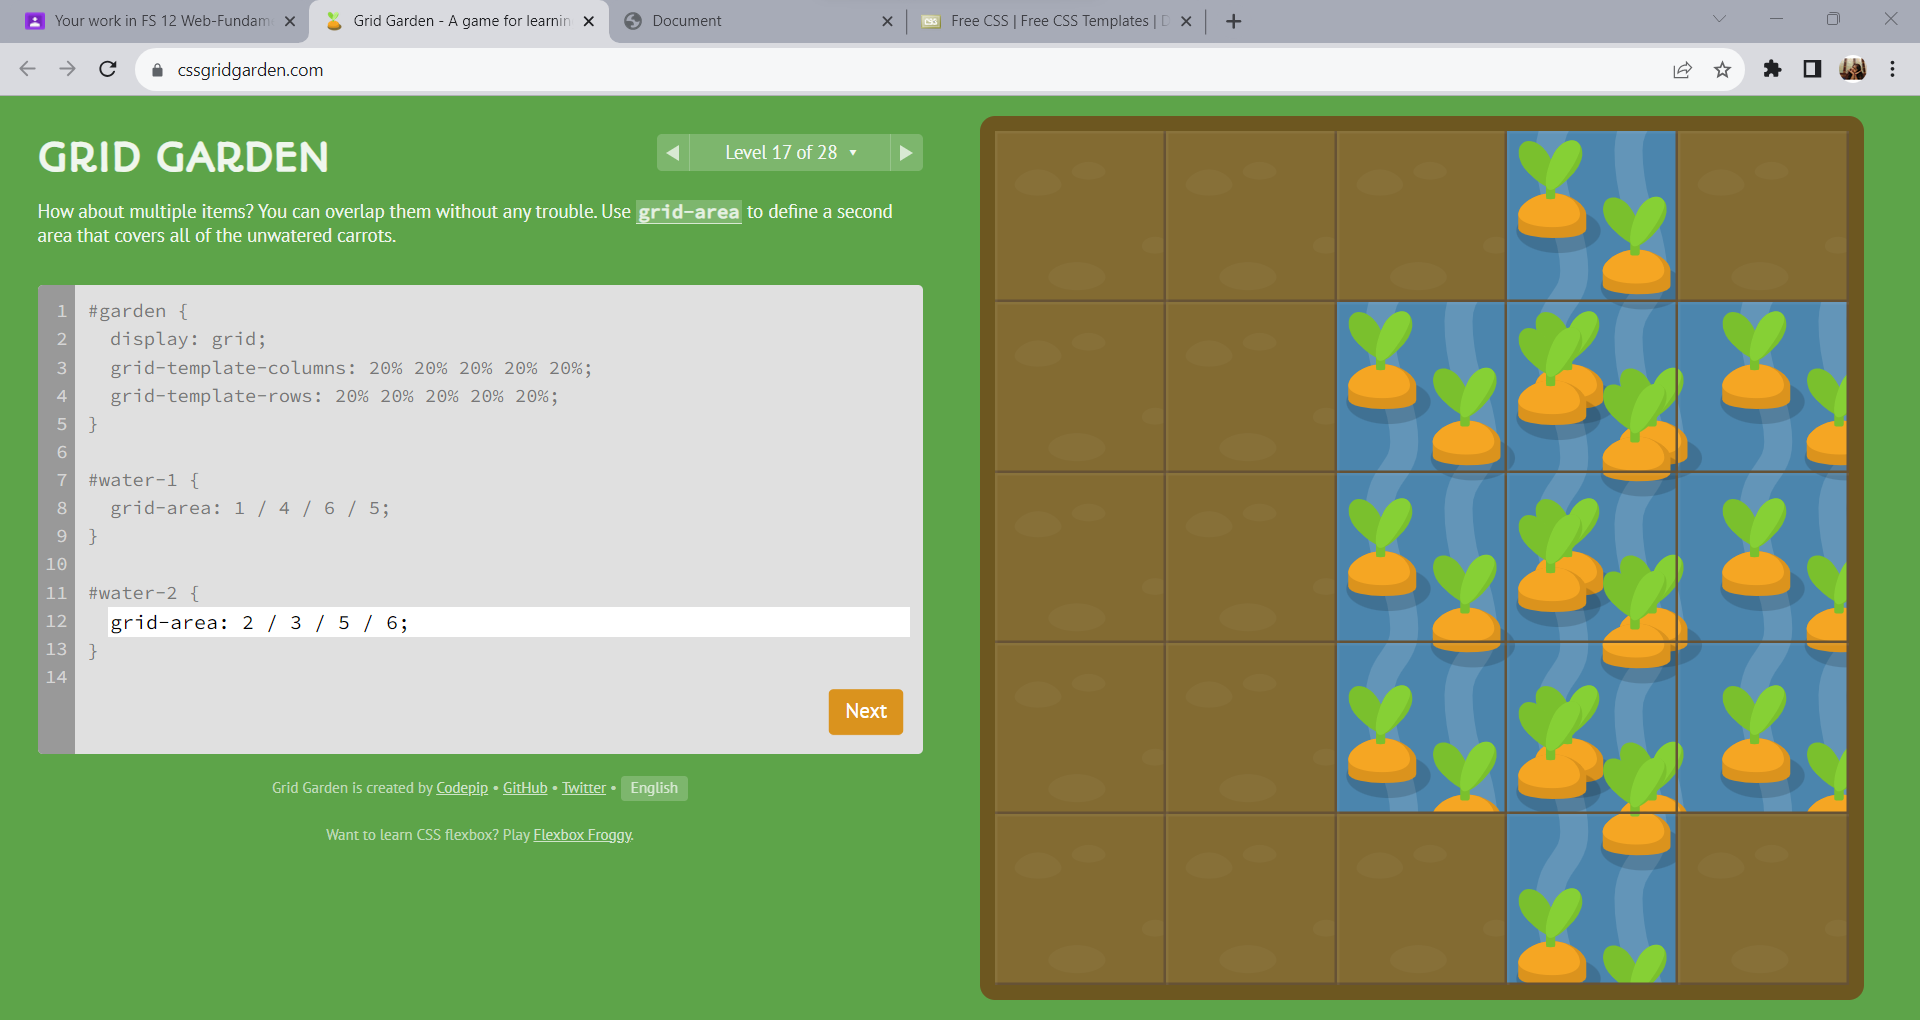 Your work in FS 12 Web-Fundam
Grid Garden - A game for learnin
Document
Free CSS | Free CSS Templates |
cssgridgarden.com
GRID GARDEN
Level 17 of 28
How about multiple items? You can overlap them without any trouble. Use grid-area to define a second
area that covers all of the unwatered carrots.
1 #garden {
2 display: grid;
3 grid-template-columns: 20% 20% 20% 20% 20%;
4 grid-template-rows: 20% 20% 20% 20% 20%;
5 }
6
7 #water-1 {
8 grid-area: 1 / 4 / 6 / 5;
9 }
10
11 #water-2 {
12 grid-area: 2 / 3 / 5 / 6;
13 }
14
Next
Grid Garden is created by Codepip • GitHub • Twitter • English
Want to learn CSS flexbox? Play Flexbox Froggy.